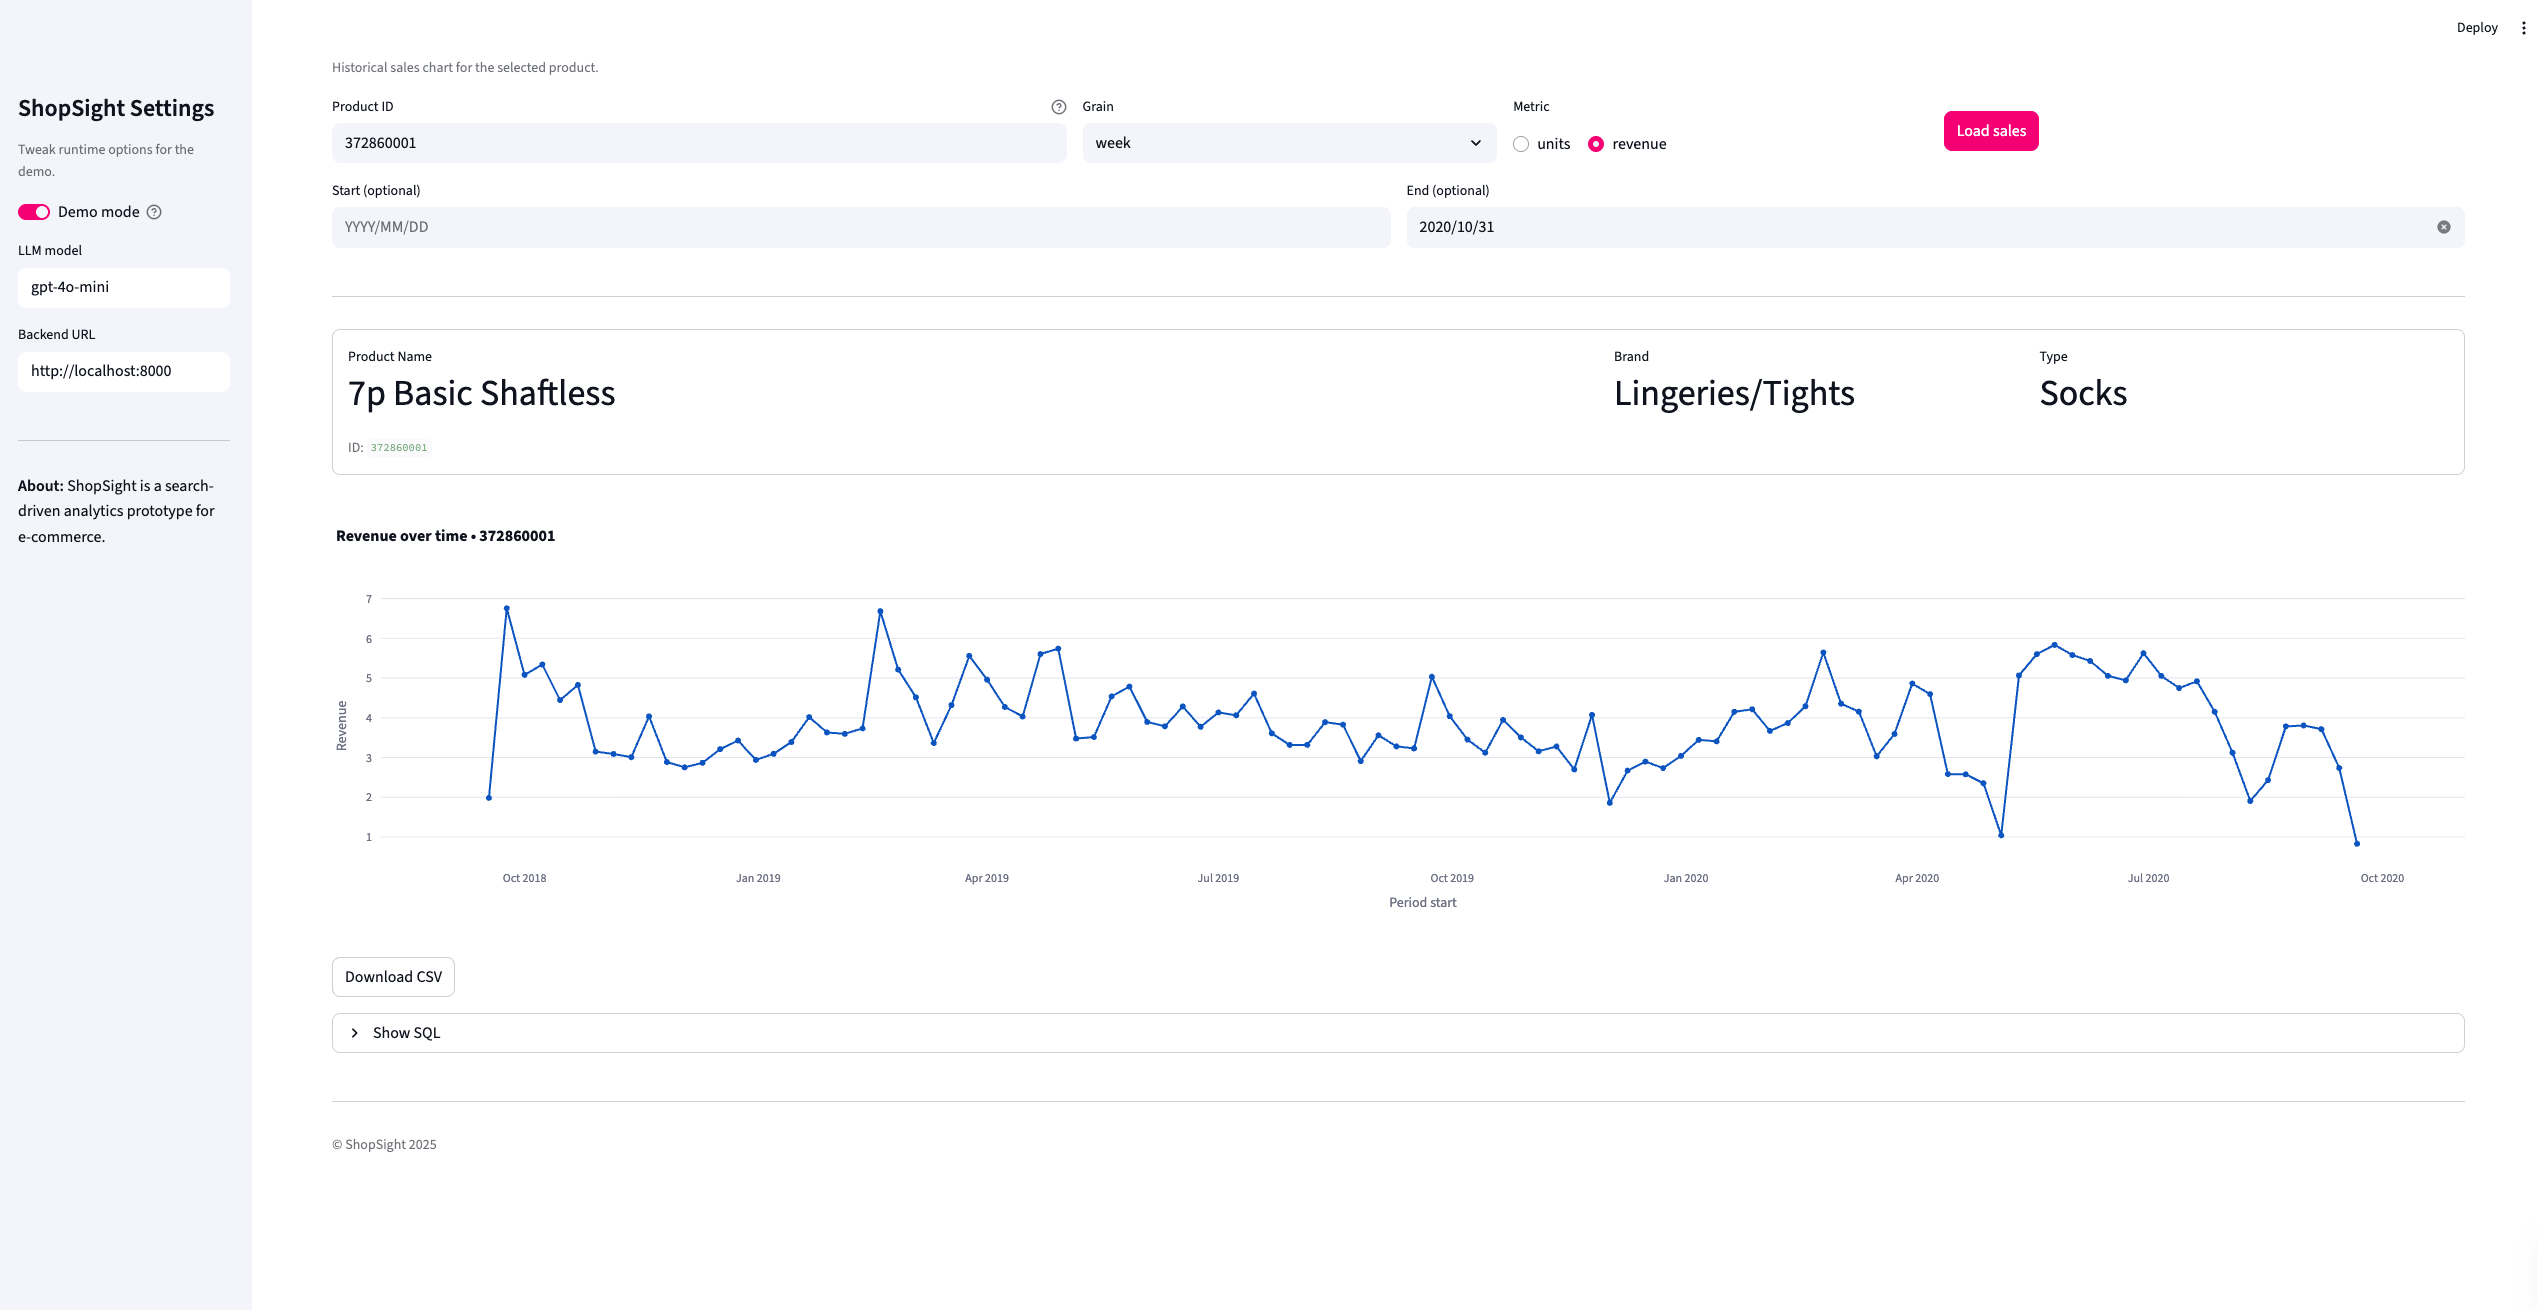 Deploy
ShopSight Settings
Tweak runtime options for the
demo.
Demo mode
LLM model
gpt-4o-mini
Backend URL
http://localhost:8000
About: ShopSight is a search-
driven analytics prototype for
e-commerce.
Historical sales chart for the selected product.
Product ID
372860001
Grain
week
Metric
units
revenue
Load sales
Start (optional)
YYYY/MM/DD
End (optional)
2020/10/31
Product Name
7p Basic Shaftless
ID: 372860001
Brand
Lingeries/Tights
Type
Socks
Revenue over time • 372860001
Revenue
7
6
5
4
3
2
1
Oct 2018
Jan 2019
Apr 2019
Jul 2019
Oct 2019
Jan 2020
Apr 2020
Jul 2020
Oct 2020
Period start
Download CSV
Show SQL
© ShopSight 2025